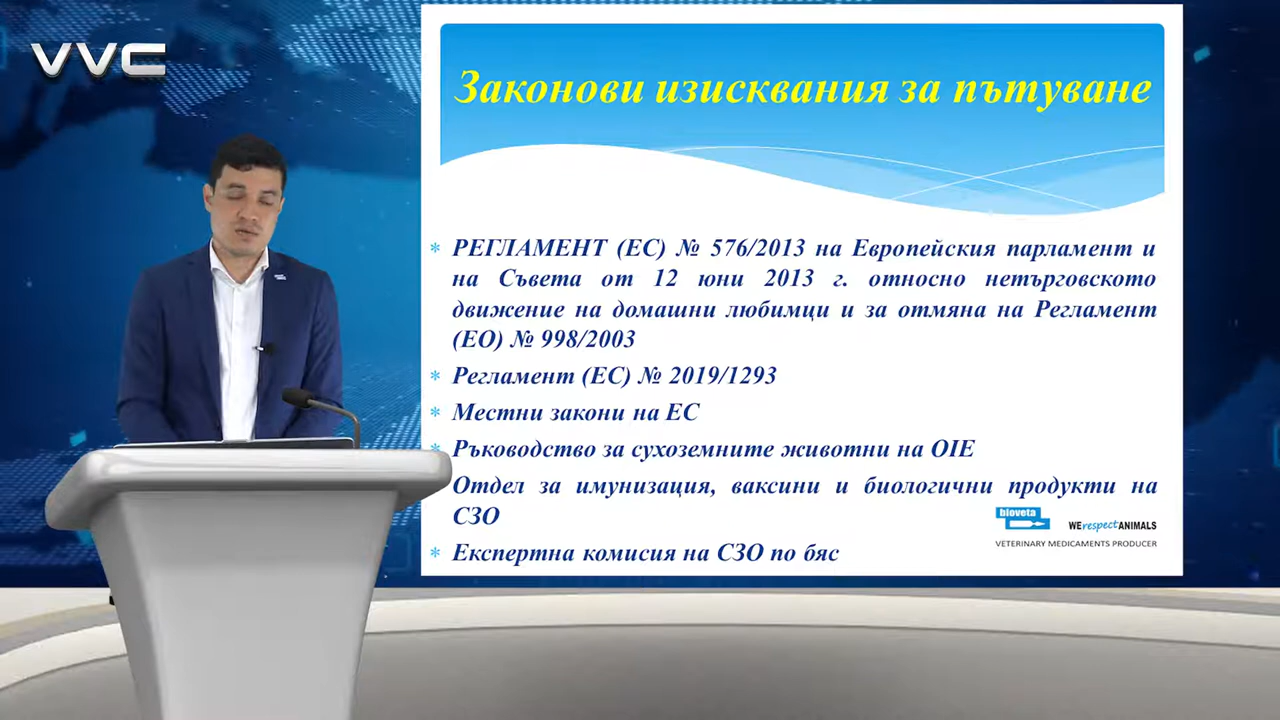 VVC
Законови изисквания за пътуване
РЕГЛАМЕНТ (ЕС) № 576/2013 на Европейския парламент и
на Съвета от 12 юни 2013 г. относно нетърговското
движение на домашни любимци и за отмяна на Регламент
(ЕО) № 998/2003
Регламент (ЕС) № 2019/1293
Местни закони на ЕС
Ръководство за сухоземните животни на OIE
Отдел за имунизация, ваксини и биологични продукти на
СЗО
Експертна комисия на СЗО по бяс
bioveta
WE respect ANIMALS
VETERINARY MEDICAMENTS PRODUCER